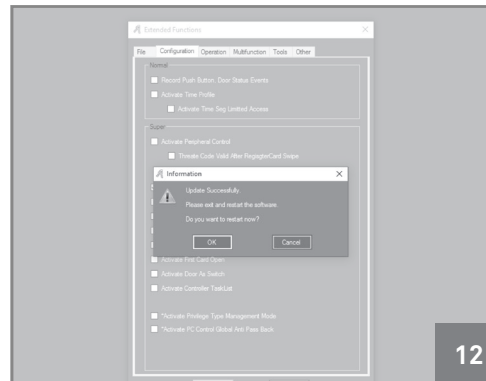 Extended Functions
File Configuration Operation Multifunction Tools Other
Normal
Record Push Button, Door Status Events
Activate Time Profile
Activate Time Seg Limited Access
Super
Activate Peripheral Control
Threate Code Valid After RegisgterCard Swipe
Information
Update Successfully
Please exit and restart the software
Do you want to restart now?
OK Cancel
Activate First Card Open
Activate Door As Switch
Activate Controller TaskList
*Activate Privilege Type Management Mode
*Activate PC Control Global Anti Pass Back
12